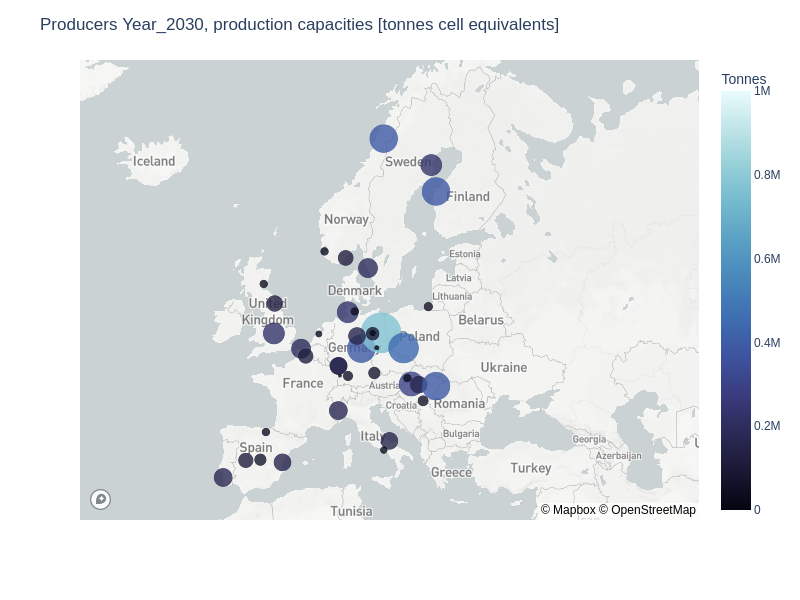 Producers Year_2030, production capacities [tonnes cell equivalents]
Tonnes
1M
0.8M
0.6M
0.4M
0.2M
0
Iceland
Sweden
Finland
Norway
Estonia
Latvia
Denmark
Lithuania
United
Kingdom
Belarus
Poland
Germ
Ukraine
France
Austria
Croatia
Romania
Italy
Bulgaria
Georgia
Azerbaijan
Spain
Greece
Turkey
Tunisia
© Mapbox © OpenStreetMap